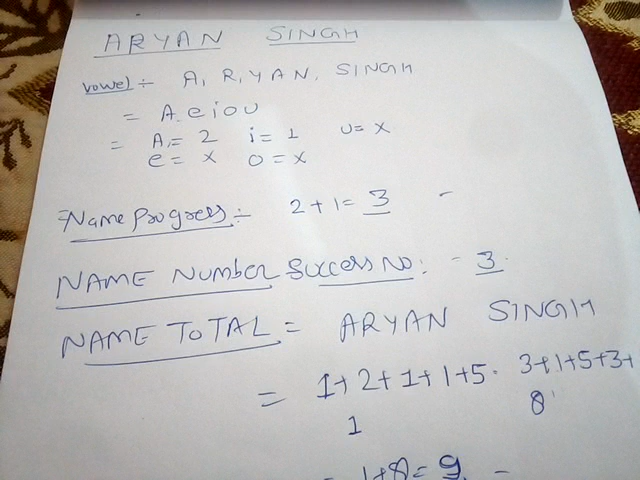 ARYAN SINGH
Vowel ÷ A, R, Y AN, SINGH
= A. e i o u
= A = 2 i = 1 u = x
e = x o = x
=Name Progress ÷ 2 + 1 = 3 -
NAME NUMber Success No: - 3.
NAME ToTAL = ARYAN SINGH
= 1+2+1+1+5. 3+1+5+3+
1 8
= 1+8 = 9 -